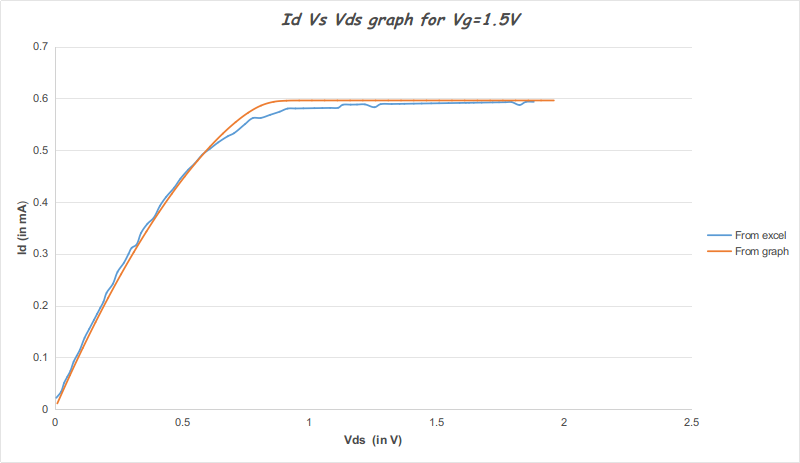 Id Vs Vds graph for Vg=1.5V
0.7
0.6
0.5
0.4
0.3
0.2
0.1
0
Id (in mA)
0 0.5 1 1.5 2 2.5
Vds (in V)
From excel
From graph